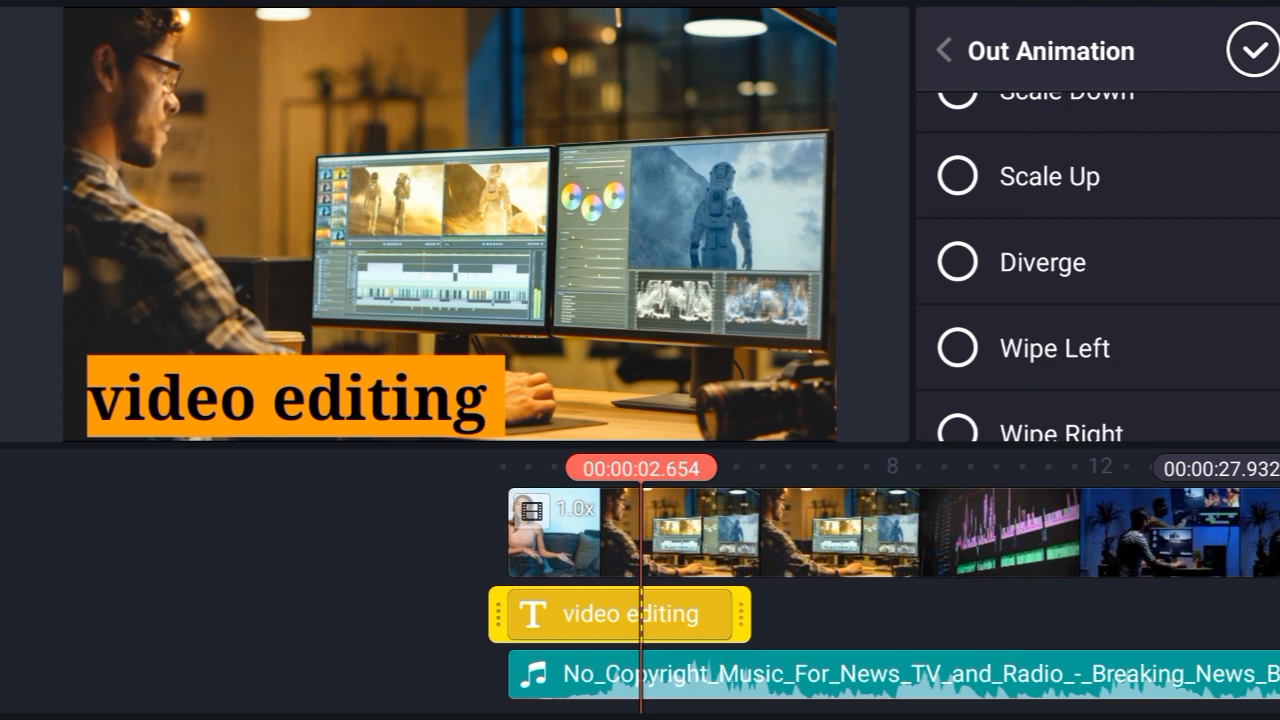 Out Animation
Scale Down
Scale Up
Diverge
Wipe Left
Wipe Right
video editing
00:00:02.654
8
12
00:00:27.932
1.0x
video editing
No_Copyright_Music_For_News_TV_and_Radio_-_Breaking_News_B